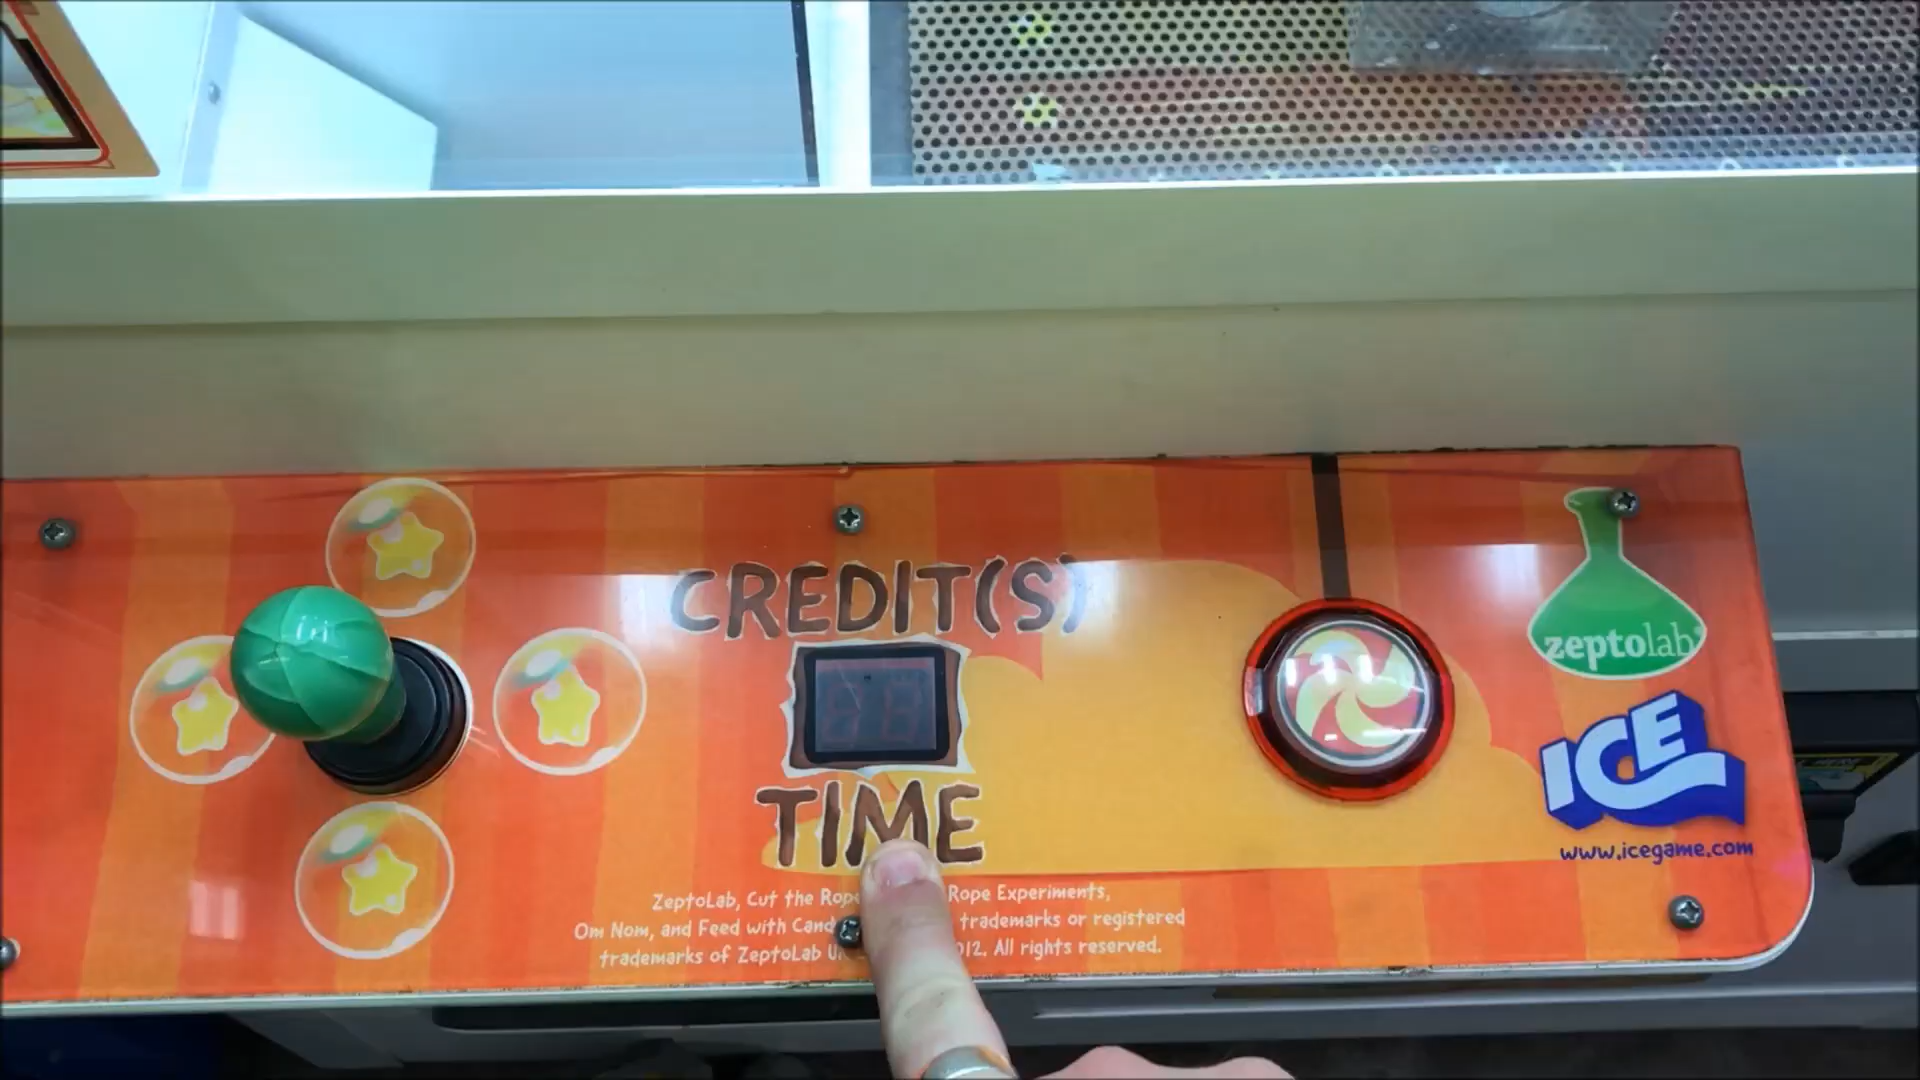 CREDIT(S)
TIME
ZeptoLab, Cut the Rope Rope Experiments,
Om Nom, and Feed with Cand trademarks or registered
trademarks of ZeptoLab U 012. All rights reserved.
zeptolab
ICE
www.icegame.com